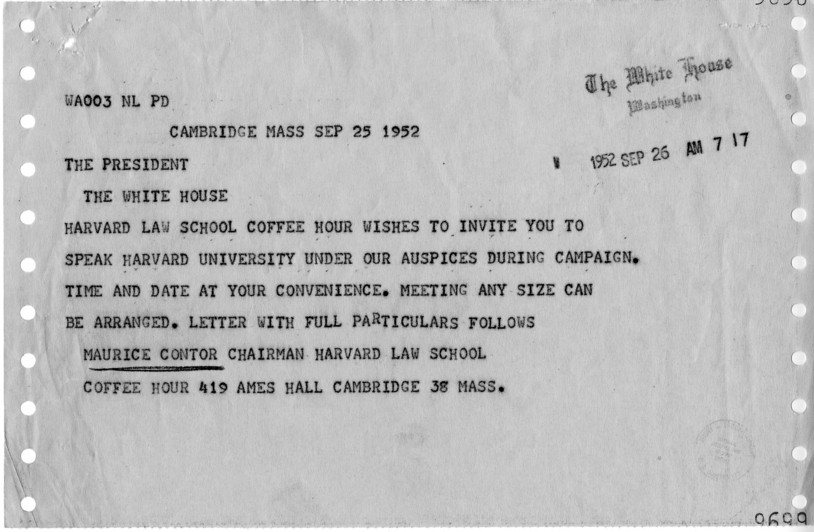 The White House
Washington
1952 SEP 26 AM 7 17
WA003 NL PD
CAMBRIDGE MASS SEP 25 1952
THE PRESIDENT
THE WHITE HOUSE
HARVARD LAW SCHOOL COFFEE HOUR WISHES TO INVITE YOU TO
SPEAK HARVARD UNIVERSITY UNDER OUR AUSPICES DURING CAMPAIGN.
TIME AND DATE AT YOUR CONVENIENCE. MEETING ANY SIZE CAN
BE ARRANGED. LETTER WITH FULL PARTICULARS FOLLOWS
MAURICE CONTOR CHAIRMAN HARVARD LAW SCHOOL
COFFEE HOUR 419 AMES HALL CAMBRIDGE 38 MASS.